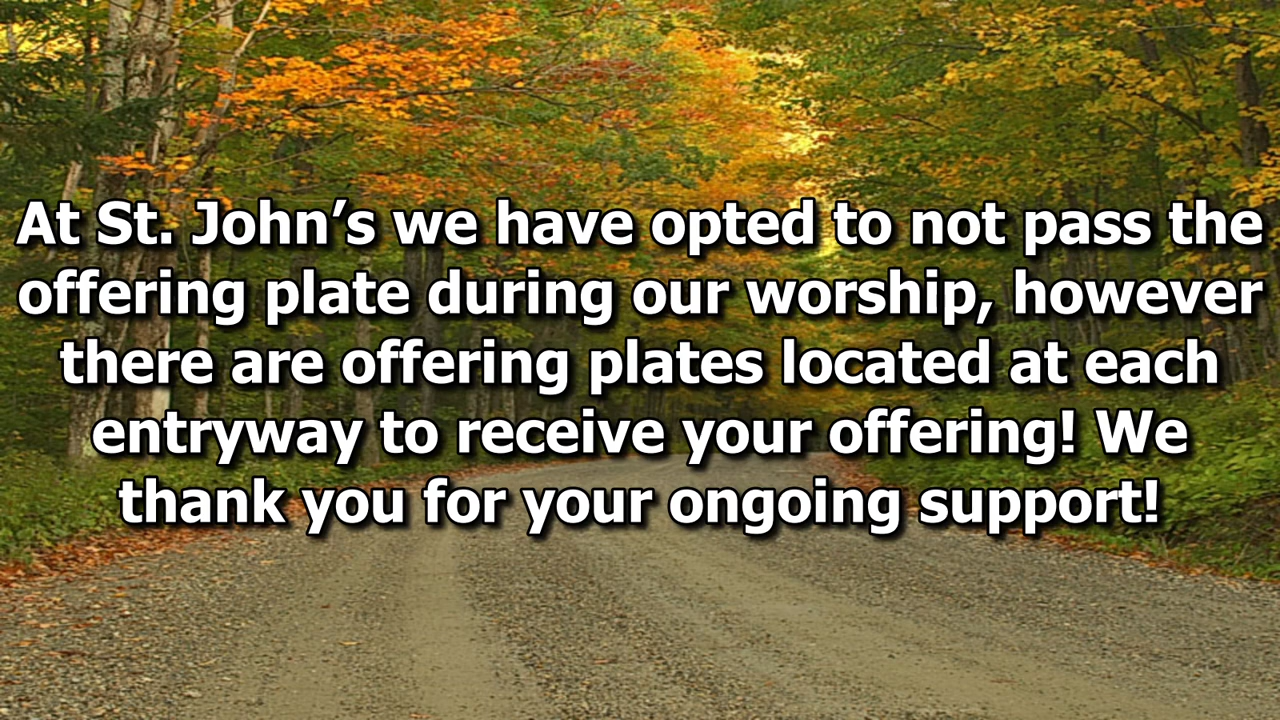 At St. John’s we have opted to not pass the
offering plate during our worship, however
there are offering plates located at each
entryway to receive your offering! We
thank you for your ongoing support!